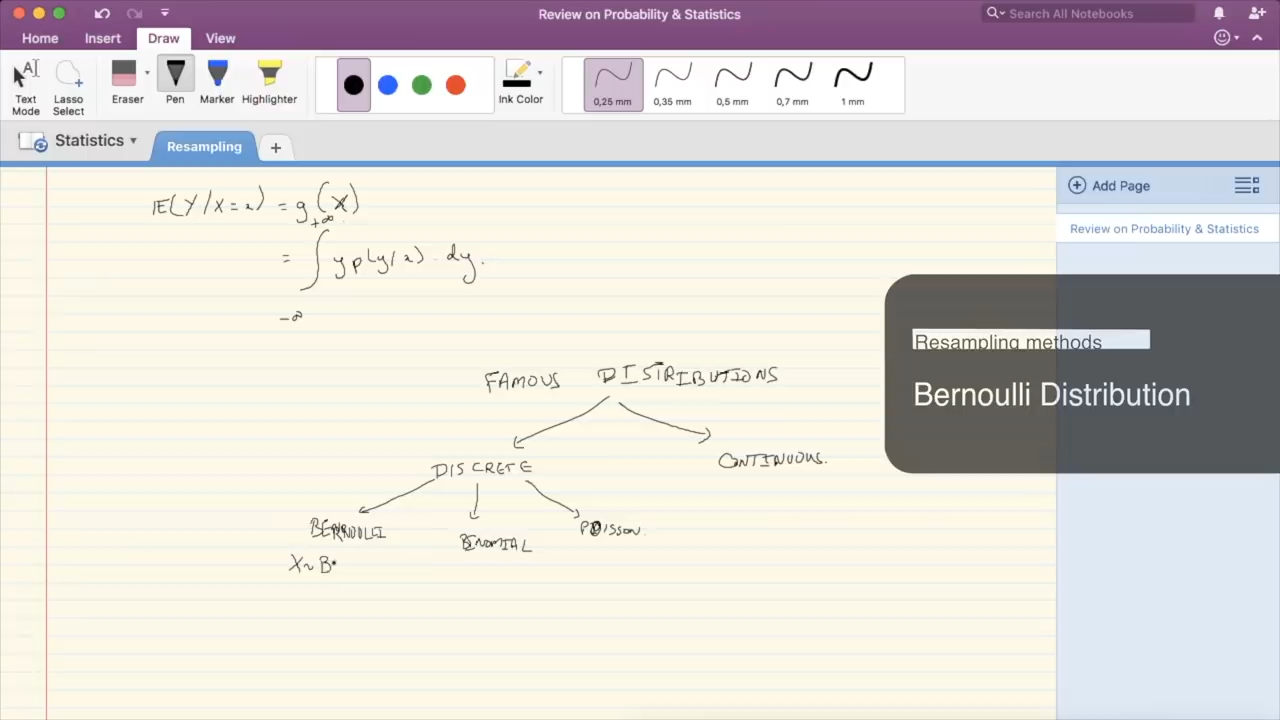 Review on Probability & Statistics
Search All Notebooks
Home Insert Draw View
Text Mode
Lasso Select
Eraser
Pen
Marker
Highlighter
Ink Color
0,25 mm 0,35 mm 0,5 mm 0,7 mm 1 mm
Statistics
Resampling
+
Add Page
Review on Probability & Statistics
IE(Y/X=x) = g(X)
+∞
= ∫ y p(y/x) . dy.
-∞
Resampling methods
Bernoulli Distribution
FAMOUS DISTRIBUTIONS
DISCRETE
CONTINUOUS.
BERNOULLI
BINOMIAL
POISSON.
X~B